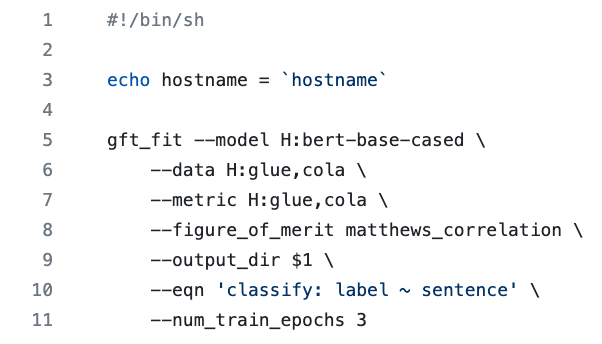 1 #!/bin/sh
2
3 echo hostname = `hostname`
4
5 gft_fit --model H:bert-base-cased \
6     --data H:glue,cola \
7     --metric H:glue,cola \
8     --figure_of_merit matthews_correlation \
9     --output_dir $1 \
10     --eqn 'classify: label ~ sentence' \
11     --num_train_epochs 3